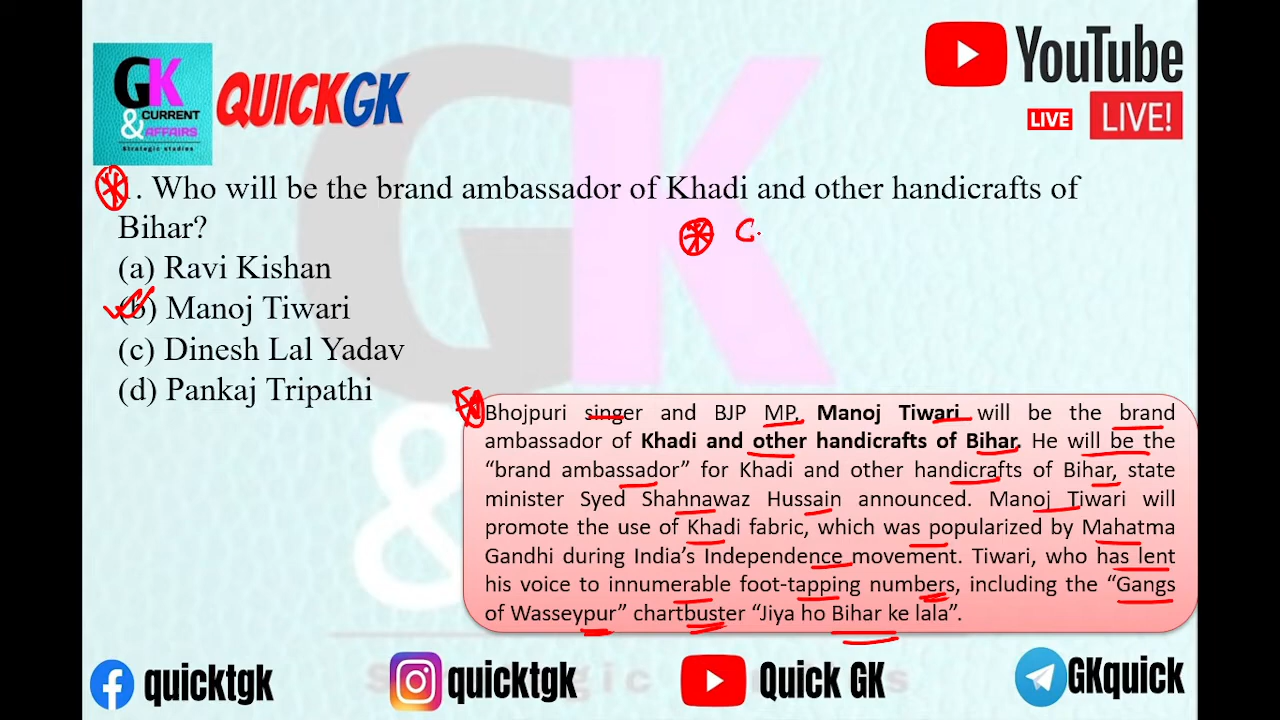 GK
CURRENT
& AFFAIRS
Strategic studies
QUICKGK
YouTube
LIVE LIVE!
1. Who will be the brand ambassador of Khadi and other handicrafts of
Bihar?
(a) Ravi Kishan
(b) Manoj Tiwari
(c) Dinesh Lal Yadav
(d) Pankaj Tripathi
Bhojpuri singer and BJP MP, Manoj Tiwari will be the brand
ambassador of Khadi and other handicrafts of Bihar. He will be the
“brand ambassador” for Khadi and other handicrafts of Bihar, state
minister Syed Shahnawaz Hussain announced. Manoj Tiwari will
promote the use of Khadi fabric, which was popularized by Mahatma
Gandhi during India’s Independence movement. Tiwari, who has lent
his voice to innumerable foot-tapping numbers, including the “Gangs
of Wasseypur” chartbuster “Jiya ho Bihar ke lala”.
quicktgk quicktgk Quick GK GKquick